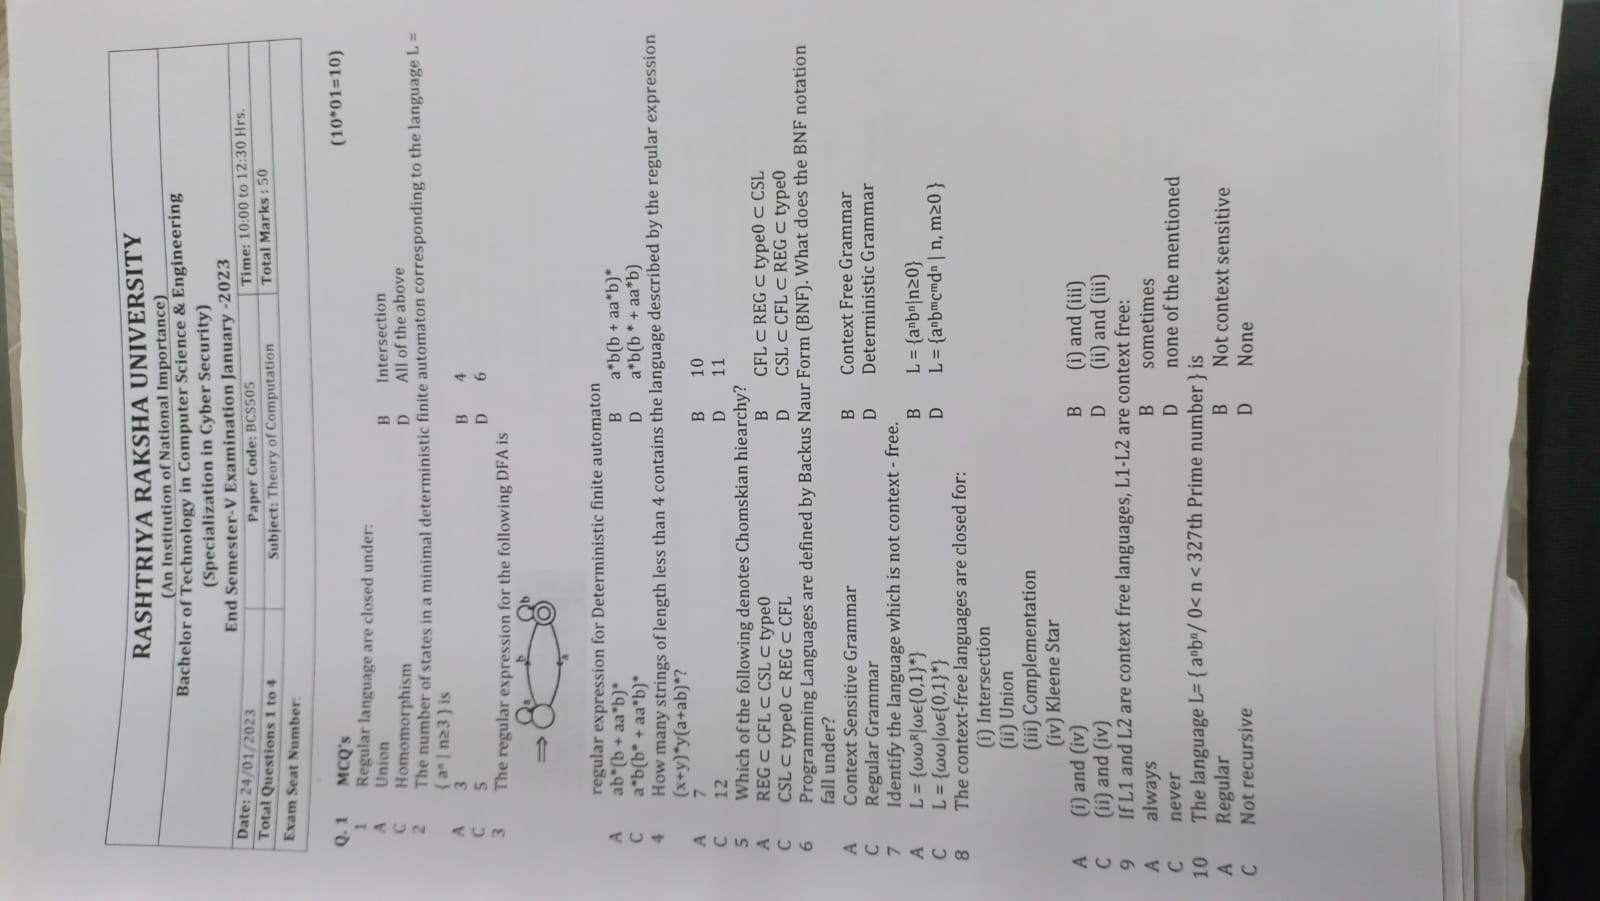 RASHTRIYA RAKSHA UNIVERSITY
(An Institution of National Importance)
Bachelor of Technology in Computer Science & Engineering
(Specialization in Cyber Security)
End Semester-V Examination January -2023
Date: 24/01/2023 Paper Code: BCS505 Time: 10:00 to 12:30 Hrs.
Total Questions 1 to 4 Subject: Theory of Computation Total Marks : 50
Exam Seat Number:
Q. 1 MCQ's (10*01=10)
1 Regular language are closed under:
A Union B Intersection
C Homomorphism D All of the above
2 The number of states in a minimal deterministic finite automaton corresponding to the language L =
{ aⁿ | n≥3 } is
A 3 B 4
C 5 D 6
3 The regular expression for the following DFA is
a b b
a
regular expression for Deterministic finite automaton
A ab*(b + aa*b)* B a*b(b + aa*b)*
C a*b(b* + aa*b)* D a*b(b * + aa*b)
4 How many strings of length less than 4 contains the language described by the regular expression
(x+y)*y(a+ab)*?
A 7 B 10
C 12 D 11
5 Which of the following denotes Chomskian hiearchy?
A REG ⊂ CFL ⊂ CSL ⊂ type0 B CFL ⊂ REG ⊂ type0 ⊂ CSL
C CSL ⊂ type0 ⊂ REG ⊂ CFL D CSL ⊂ CFL ⊂ REG ⊂ type0
6 Programming Languages are defined by Backus Naur Form (BNF). What does the BNF notation
fall under?
A Context Sensitive Grammar B Context Free Grammar
C Regular Grammar D Deterministic Grammar
7 Identify the language which is not context - free.
A L = {ωωᴿ|ωϵ{0,1}*} B L = {aⁿbⁿ|n≥0}
C L = {ωω|ωϵ{0,1}*} D L = {aⁿbᵐcᵐdⁿ | n, m≥0 }
8 The context-free languages are closed for:
(i) Intersection
(ii) Union
(iii) Complementation
(iv) Kleene Star
A (i) and (iv) B (i) and (iii)
C (ii) and (iv) D (ii) and (iii)
9 If L1 and L2 are context free languages, L1-L2 are context free:
A always B sometimes
C never D none of the mentioned
10 The language L= { aⁿbⁿ/ 0< n < 327th Prime number } is
A Regular B Not context sensitive
C Not recursive D None